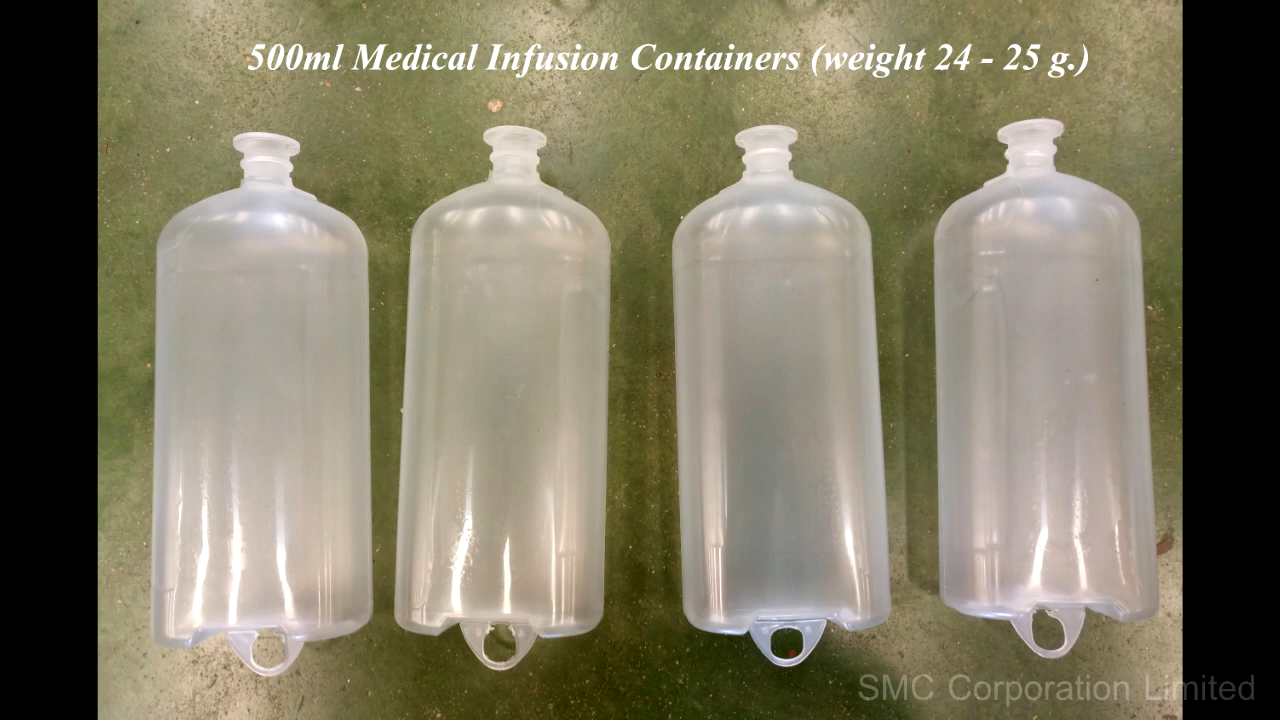 500ml Medical Infusion Containers (weight 24 - 25 g.)
SMC Corporation Limited